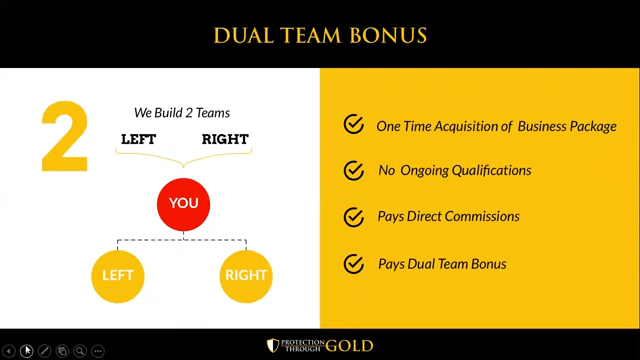 DUAL TEAM BONUS
2
We Build 2 Teams
LEFT RIGHT
YOU
LEFT RIGHT
One Time Acquisition of Business Package
No Ongoing Qualifications
Pays Direct Commissions
Pays Dual Team Bonus
PROTECTION
THROUGH GOLD